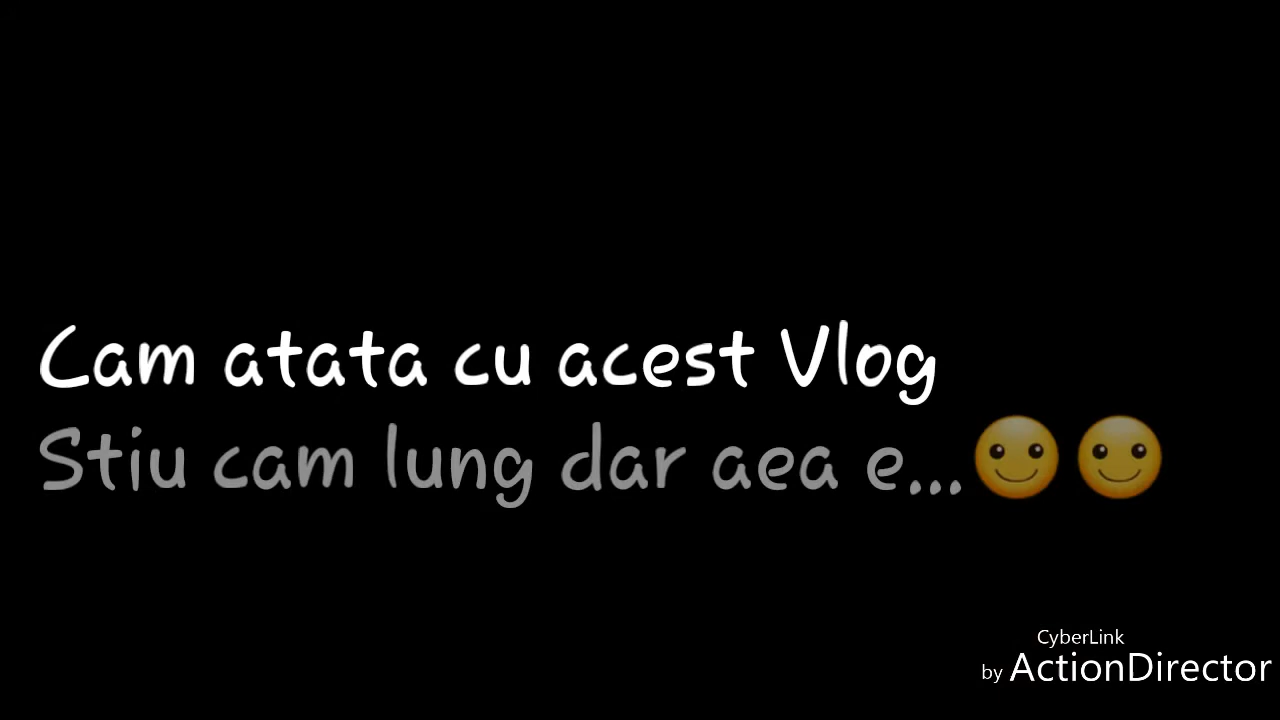 Cam atata cu acest Vlog
Stiu cam lung dar aea e...🙂🙂
CyberLink
by ActionDirector